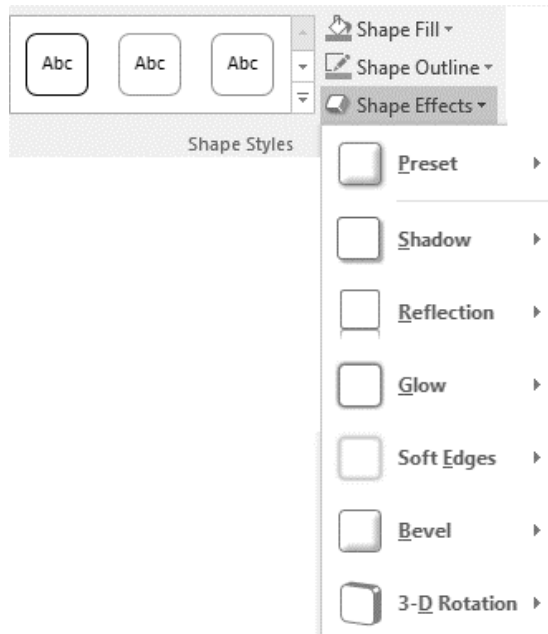 Abc Abc Abc
Shape Fill
Shape Outline
Shape Effects
Shape Styles
Preset
Shadow
Reflection
Glow
Soft Edges
Bevel
3-D Rotation